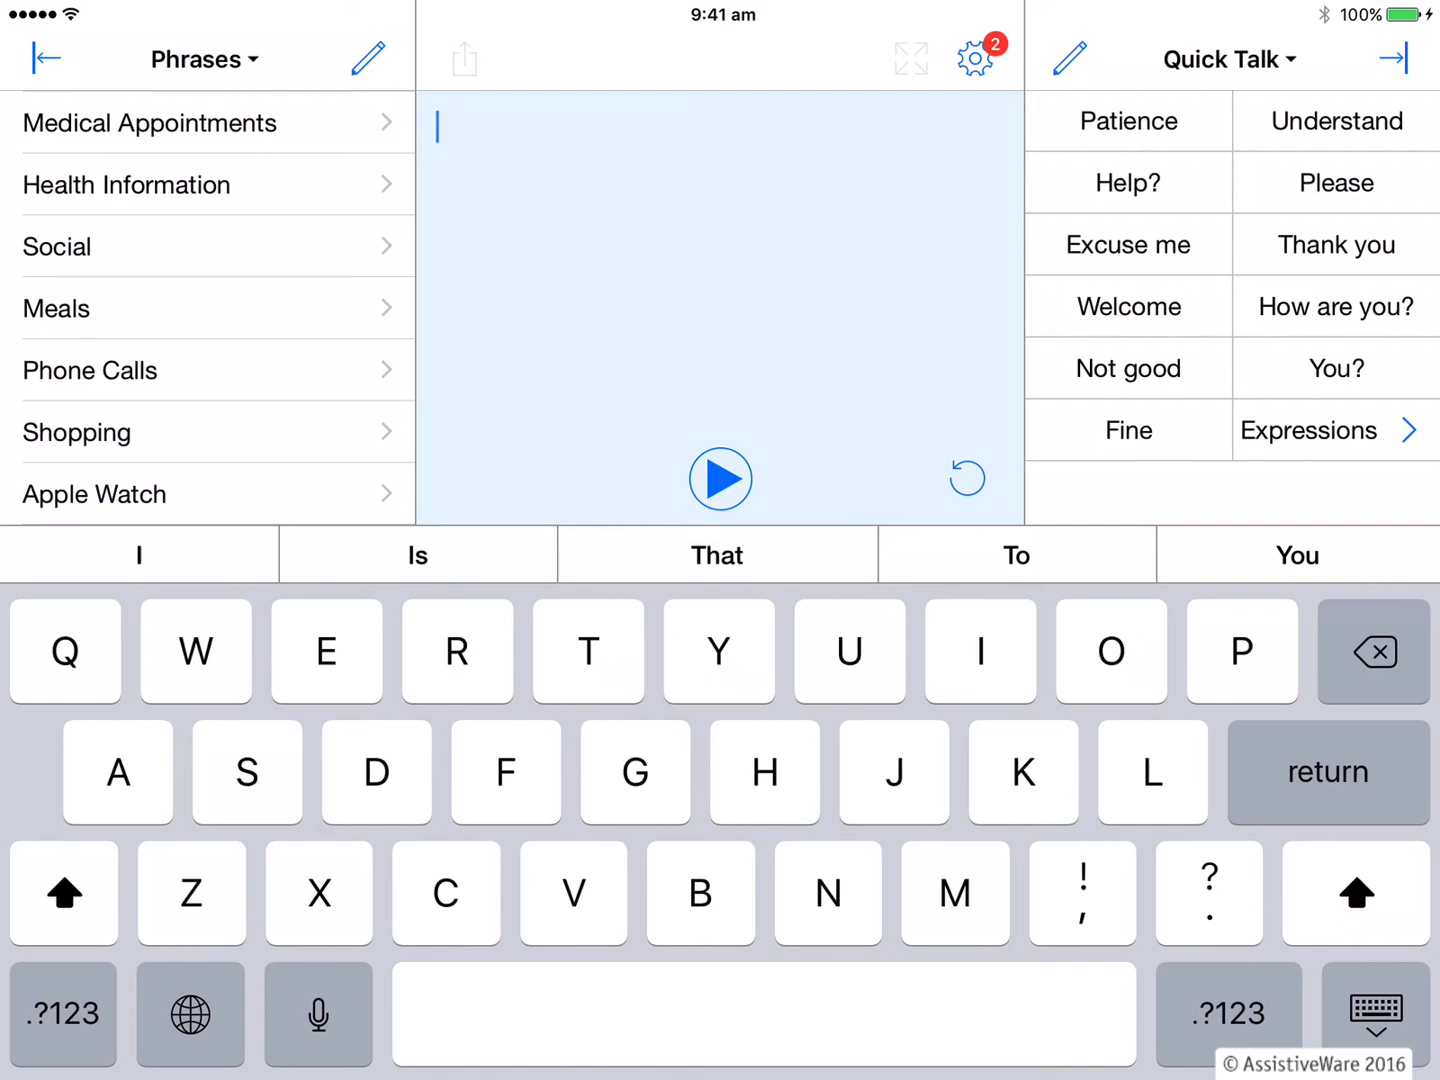 9:41 am
100%
Phrases
2
Quick Talk
Medical Appointments
Health Information
Social
Meals
Phone Calls
Shopping
Apple Watch
Patience Understand
Help? Please
Excuse me Thank you
Welcome How are you?
Not good You?
Fine Expressions
I Is That To You
Q W E R T Y U I O P
A S D F G H J K L return
Z X C V B N M ! , ? .
.?123 .?123
© AssistiveWare 2016